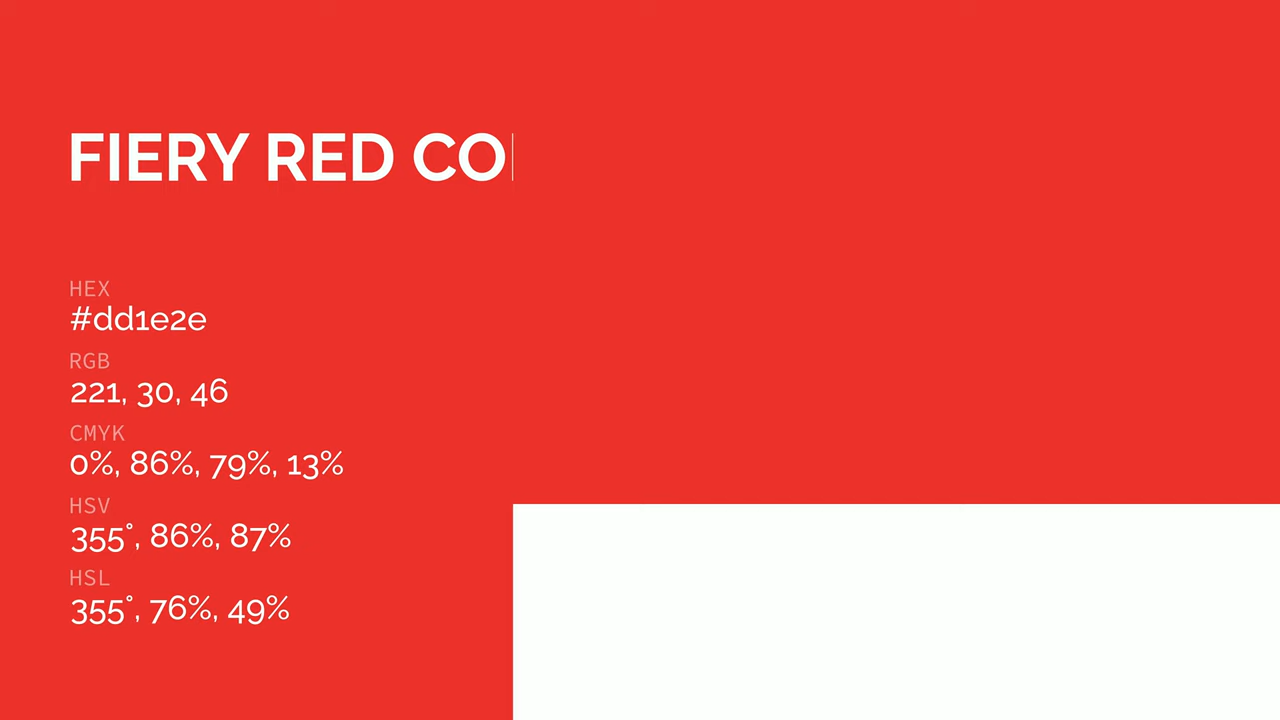 FIERY RED CO
HEX
#dd1e2e
RGB
221, 30, 46
CMYK
0%, 86%, 79%, 13%
HSV
355°, 86%, 87%
HSL
355°, 76%, 49%